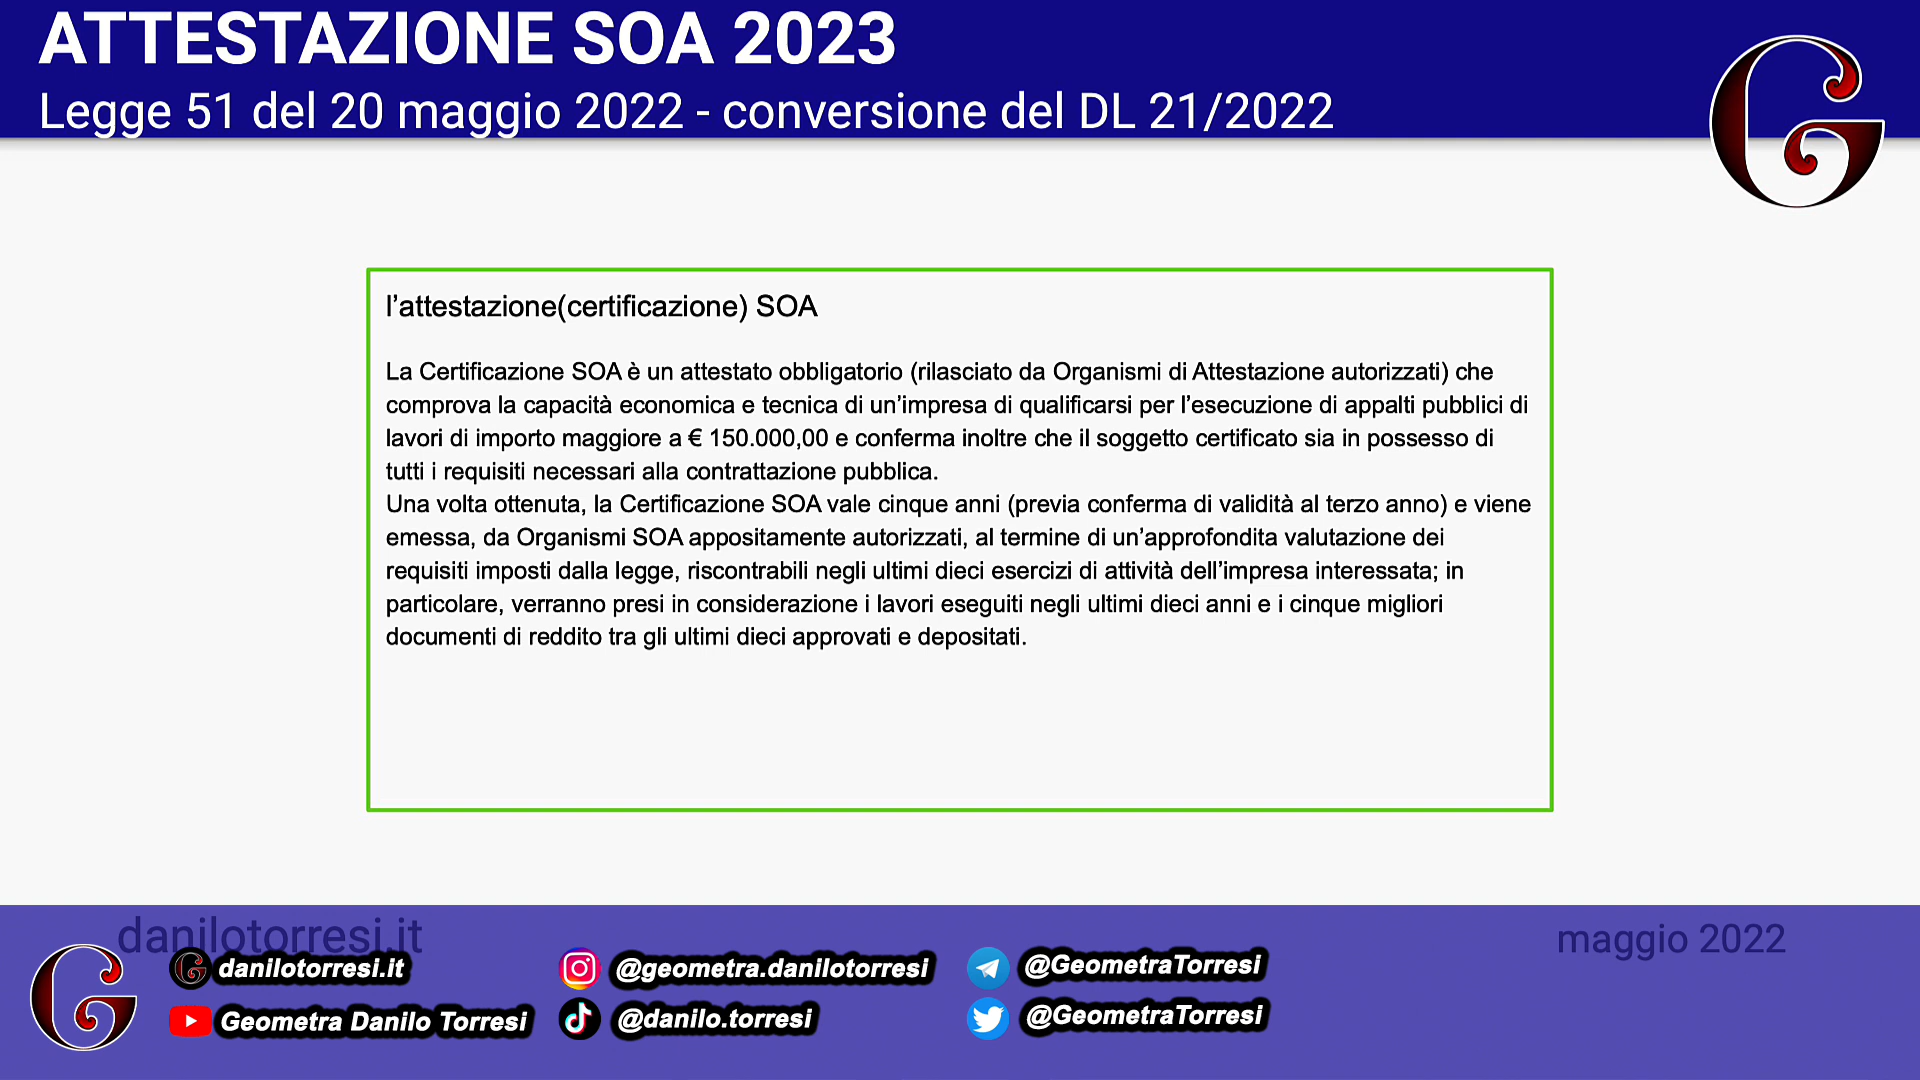 ATTESTAZIONE SOA 2023
Legge 51 del 20 maggio 2022 - conversione del DL 21/2022
l’attestazione(certificazione) SOA
La Certificazione SOA è un attestato obbligatorio (rilasciato da Organismi di Attestazione autorizzati) che
comprova la capacità economica e tecnica di un’impresa di qualificarsi per l’esecuzione di appalti pubblici di
lavori di importo maggiore a € 150.000,00 e conferma inoltre che il soggetto certificato sia in possesso di
tutti i requisiti necessari alla contrattazione pubblica.
Una volta ottenuta, la Certificazione SOA vale cinque anni (previa conferma di validità al terzo anno) e viene
emessa, da Organismi SOA appositamente autorizzati, al termine di un’approfondita valutazione dei
requisiti imposti dalla legge, riscontrabili negli ultimi dieci esercizi di attività dell’impresa interessata; in
particolare, verranno presi in considerazione i lavori eseguiti negli ultimi dieci anni e i cinque migliori
documenti di reddito tra gli ultimi dieci approvati e depositati.
danilotorresi.it
maggio 2022
danilotorresi.it
@geometra.danilotorresi
@GeometraTorresi
Geometra Danilo Torresi
@danilo.torresi
@GeometraTorresi